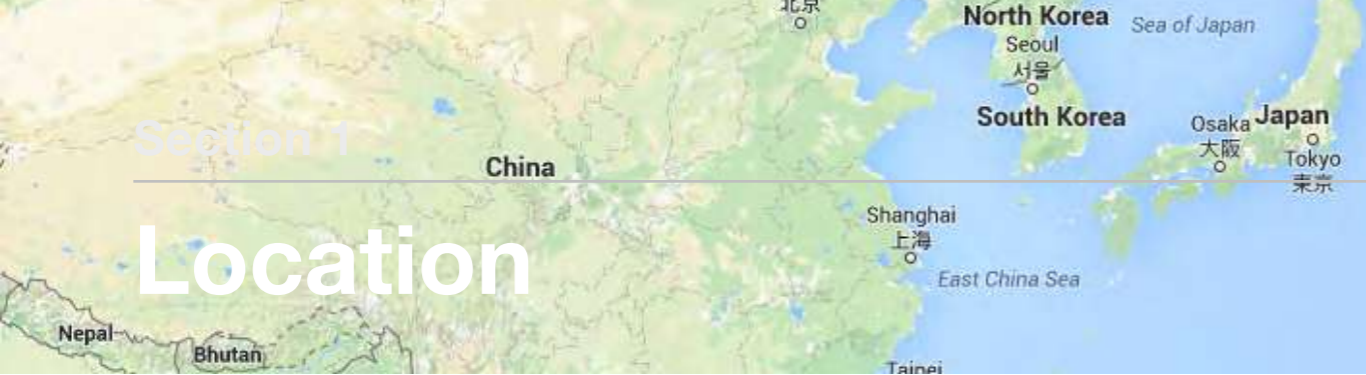 北京
North Korea
Sea of Japan
Seoul
서울
South Korea
Osaka
大阪
Japan
Tokyo
東京
Section 1
China
Shanghai
上海
Location
East China Sea
Nepal
Bhutan
Taipei